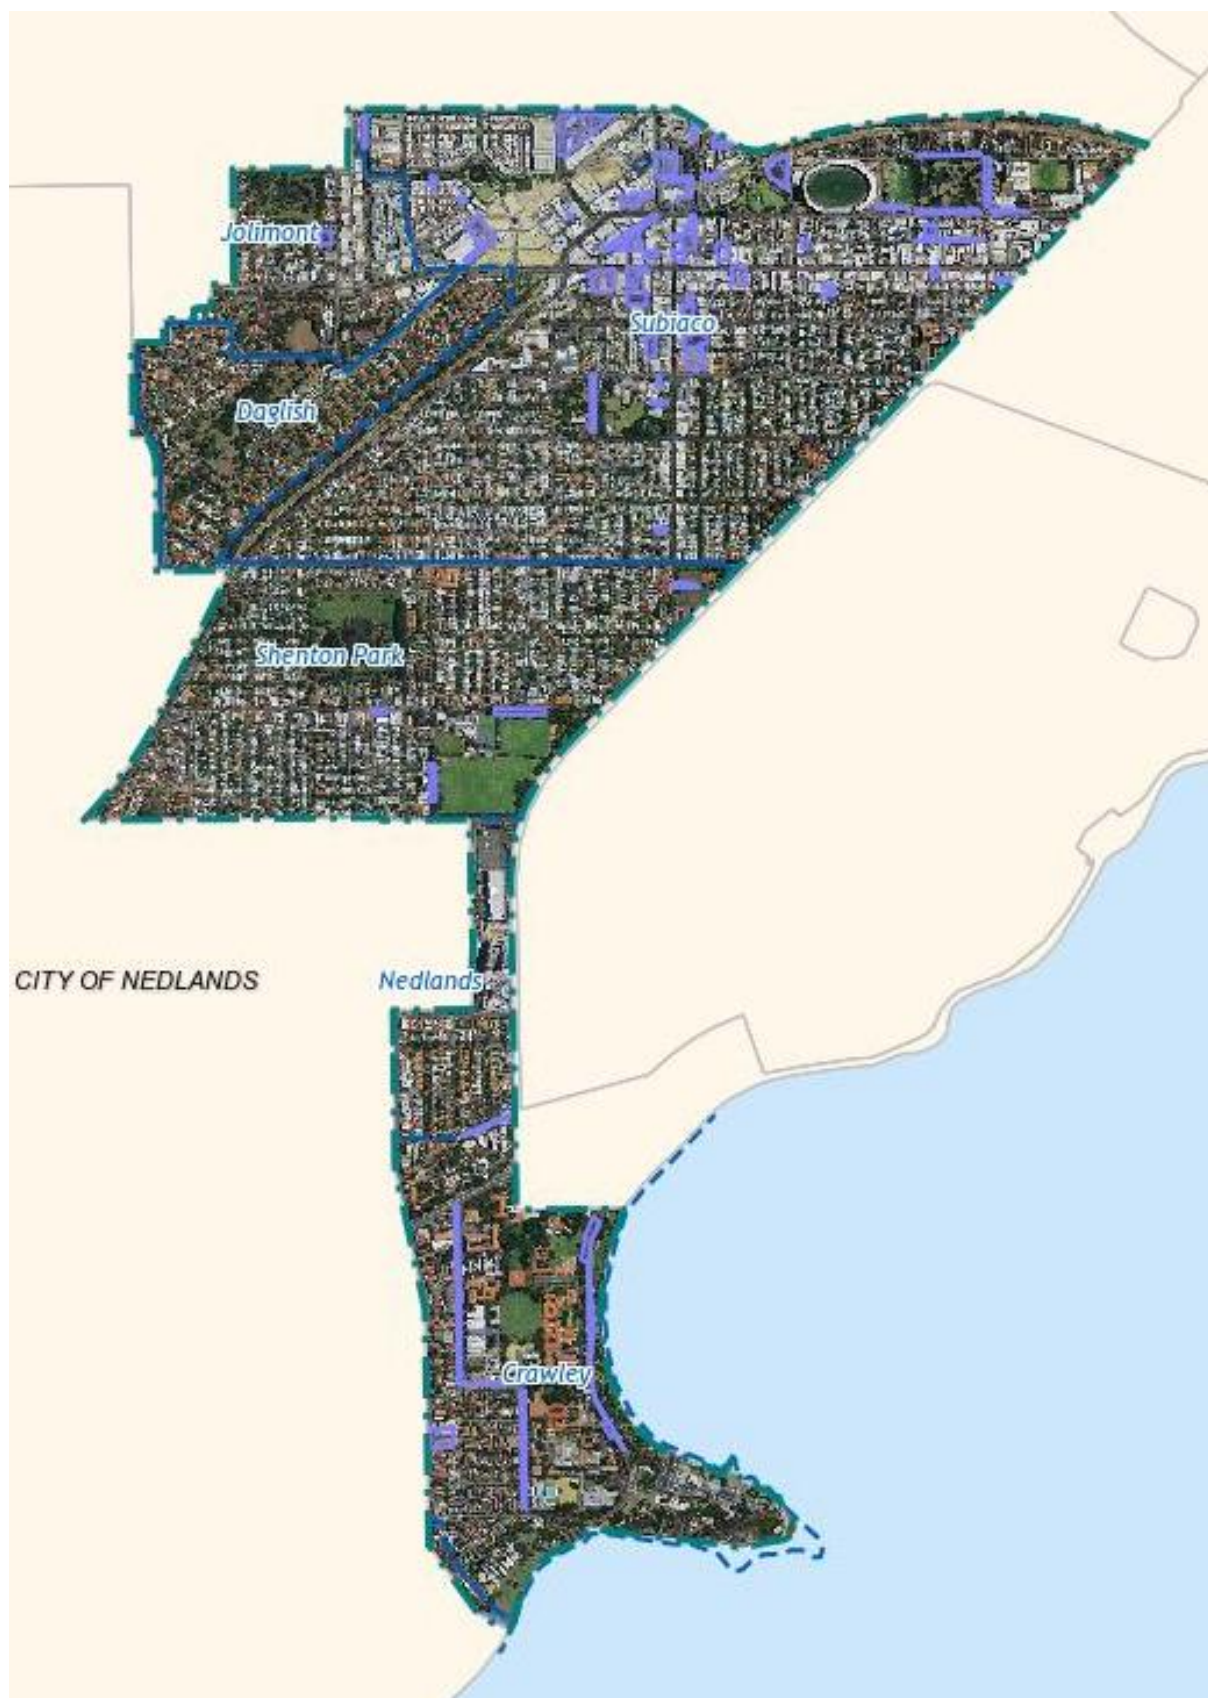 Jolimont
Subiaco
Daglish
Shenton Park
CITY OF NEDLANDS
Nedlands
Crawley